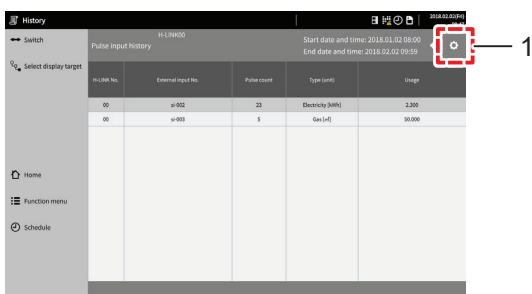 History
2018.02.02(Fri)
Switch
H-LINK00
Pulse input history
Start date and time: 2018.01.02 08:00
End date and time: 2018.02.02 09:59
1
Select display target
H-LINK No. External input No. Pulse count Type (unit) Usage
00 si-002 23 Electricity [kWh] 2.300
00 si-003 5 Gas [㎥] 50.000
Home
Function menu
Schedule